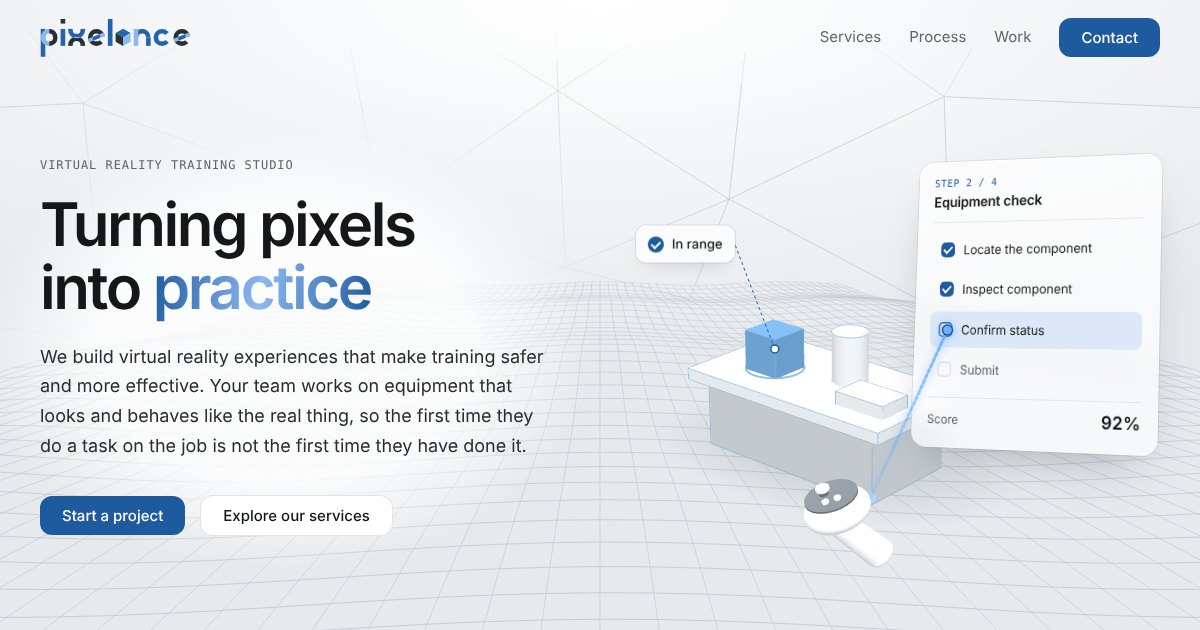 pixelonce
Services
Process
Work
Contact
VIRTUAL REALITY TRAINING STUDIO
Turning pixels
into practice
We build virtual reality experiences that make training safer
and more effective. Your team works on equipment that
looks and behaves like the real thing, so the first time they
do a task on the job is not the first time they have done it.
Start a project
Explore our services
In range
STEP 2 / 4
Equipment check
Locate the component
Inspect component
Confirm status
Submit
Score
92%